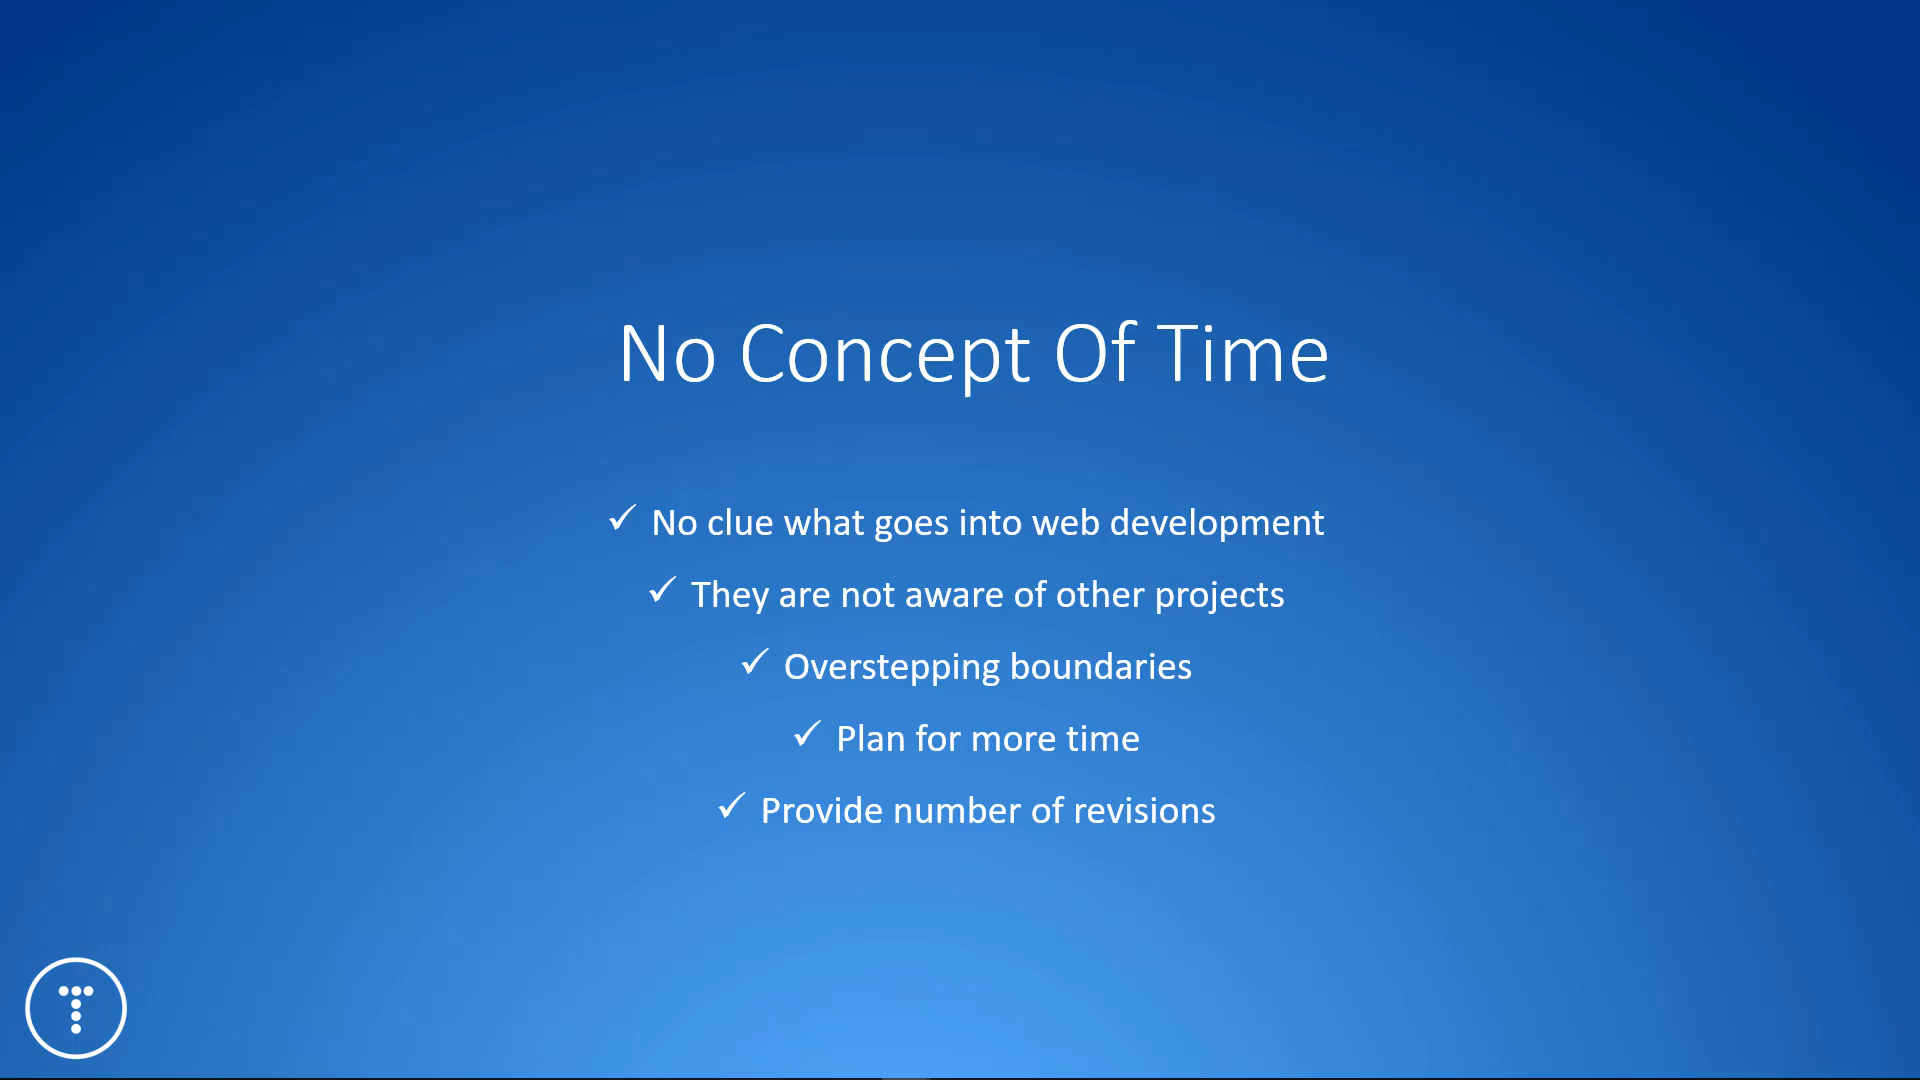 No Concept Of Time
✓ No clue what goes into web development
✓ They are not aware of other projects
✓ Overstepping boundaries
✓ Plan for more time
✓ Provide number of revisions
T